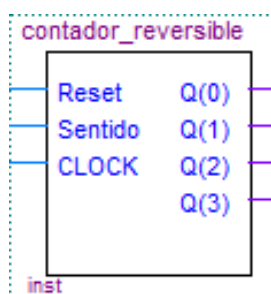 contador_reversible
Reset Q(0)
Sentido Q(1)
CLOCK Q(2)
Q(3)
inst